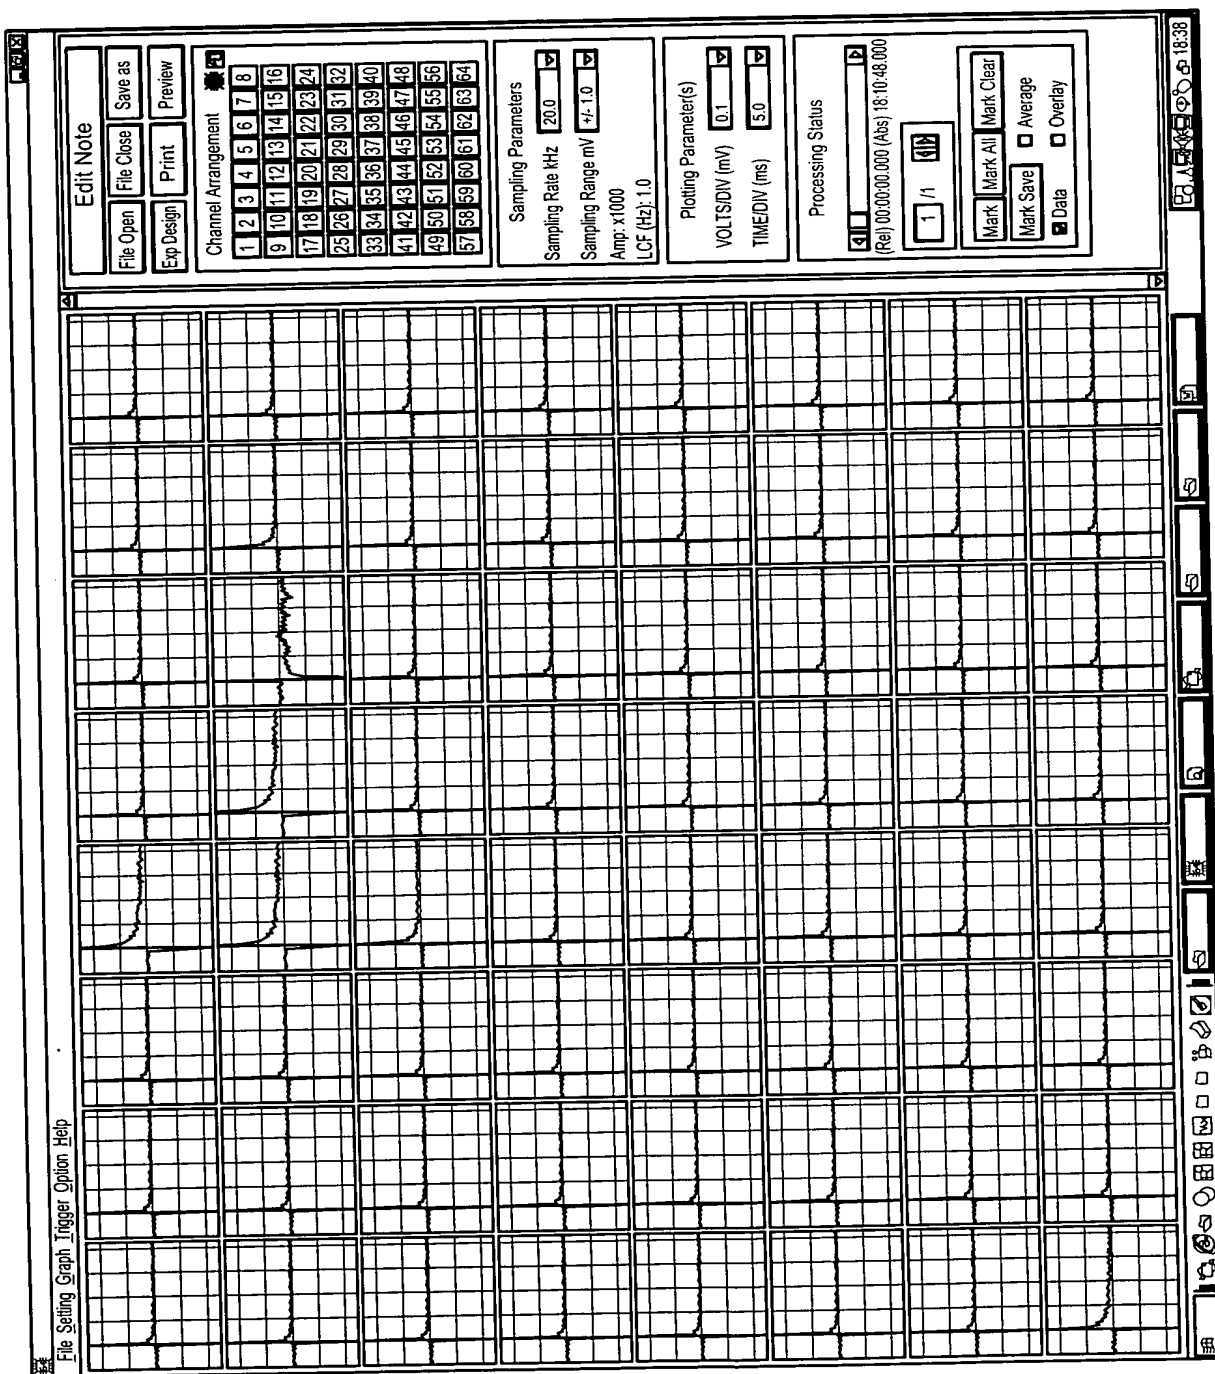 File Setting Graph Trigger Option Help
Edit Note
File Open File Close Save as
Exp Design Print Preview
Channel Arrangement
1 2 3 4 5 6 7 8
9 10 11 12 13 14 15 16
17 18 19 20 21 22 23 24
25 26 27 28 29 30 31 32
33 34 35 36 37 38 39 40
41 42 43 44 45 46 47 48
49 50 51 52 53 54 55 56
57 58 59 60 61 62 63 64
Sampling Parameters
Sampling Rate kHz 20.0
Sampling Range mV +/- 1.0
Amp: x1000
LCF (Hz): 1.0
Plotting Parameter(s)
VOLTS/DIV (mV) 0.1
TIME/DIV (ms) 5.0
Processing Status
(Rel) 00:00:00.000 (Abs) 18:10:48.000
1 /1
Mark Mark All Mark Clear
Mark Save Average
Data Overlay
18:38